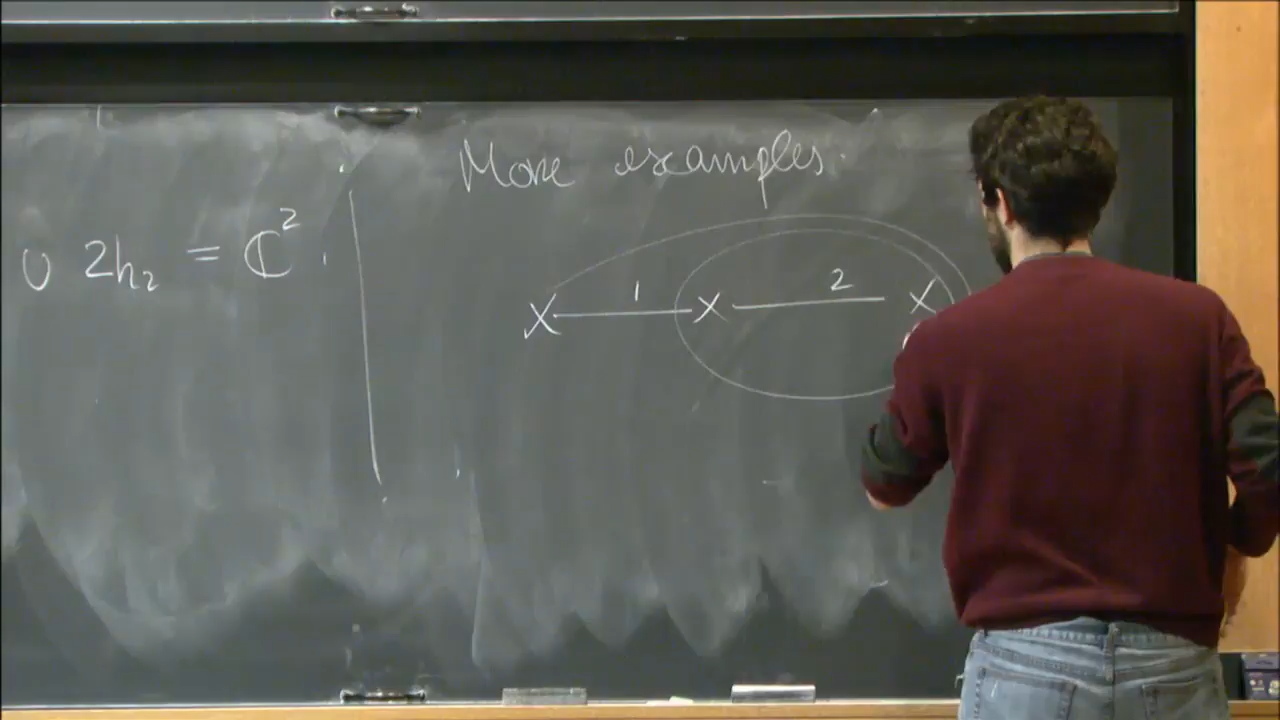 ∪ 2h₂ = ℂ².
More examples.
1 2
X X X